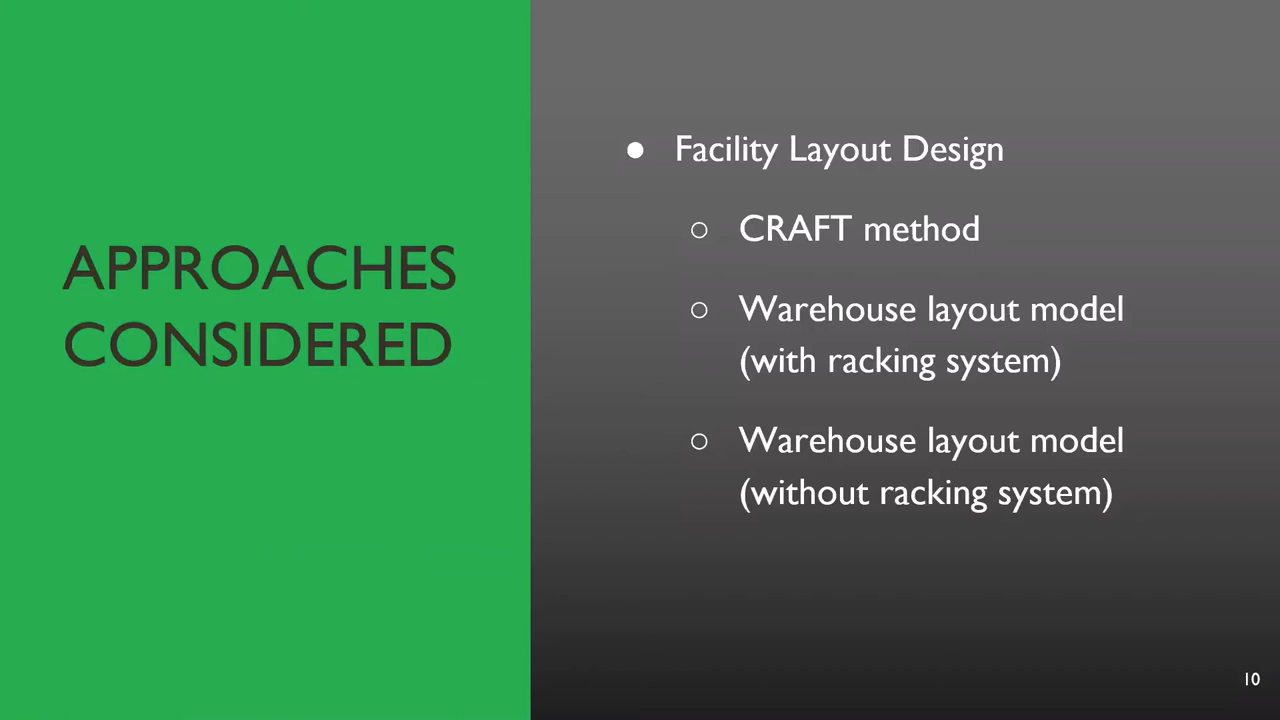 APPROACHES
CONSIDERED
● Facility Layout Design
○ CRAFT method
○ Warehouse layout model
(with racking system)
○ Warehouse layout model
(without racking system)
10